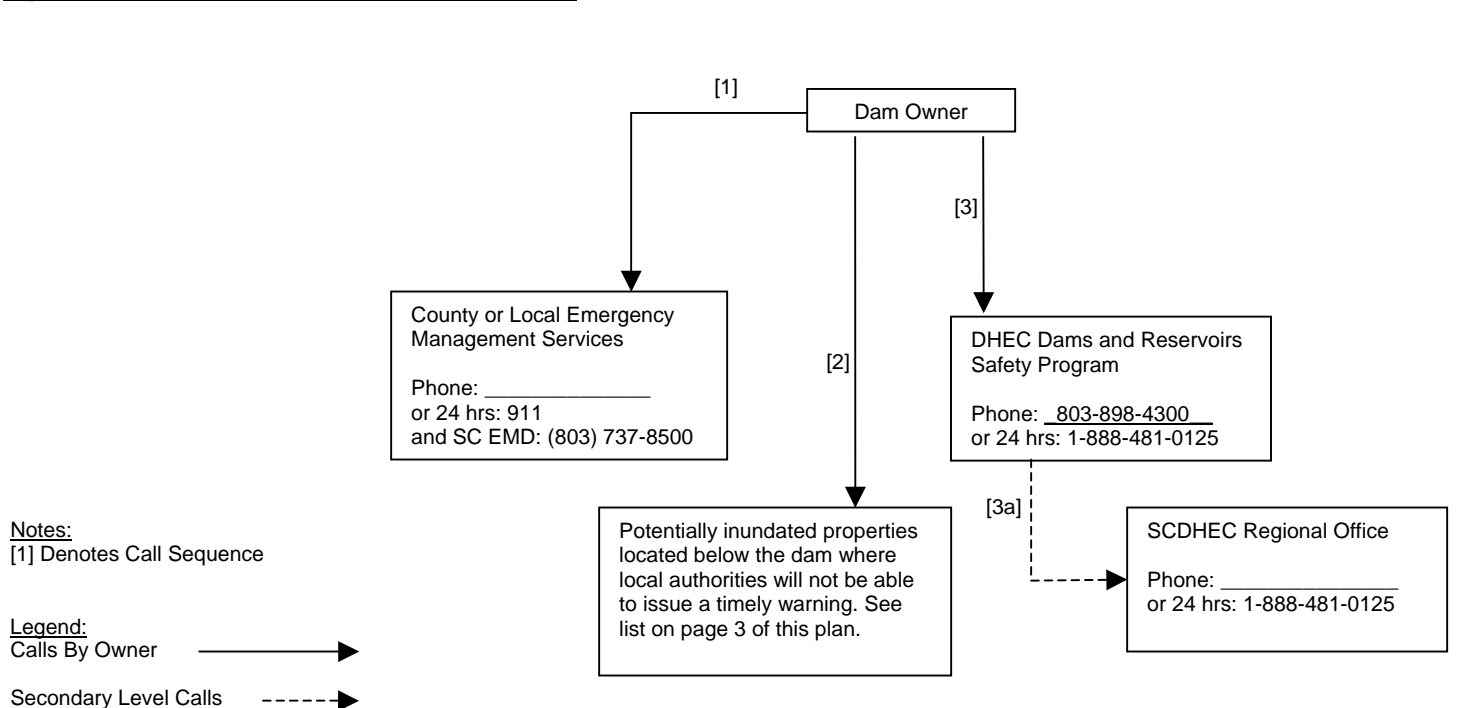 [1]
Dam Owner
[3]
County or Local Emergency
Management Services
Phone: _______________
or 24 hrs: 911
and SC EMD: (803) 737-8500
[2]
DHEC Dams and Reservoirs
Safety Program
Phone: _803-898-4300__
or 24 hrs: 1-888-481-0125
[3a]
Potentially inundated properties
located below the dam where
local authorities will not be able
to issue a timely warning. See
list on page 3 of this plan.
SCDHEC Regional Office
Phone: ________________
or 24 hrs: 1-888-481-0125
Notes:
[1] Denotes Call Sequence
Legend:
Calls By Owner
Secondary Level Calls